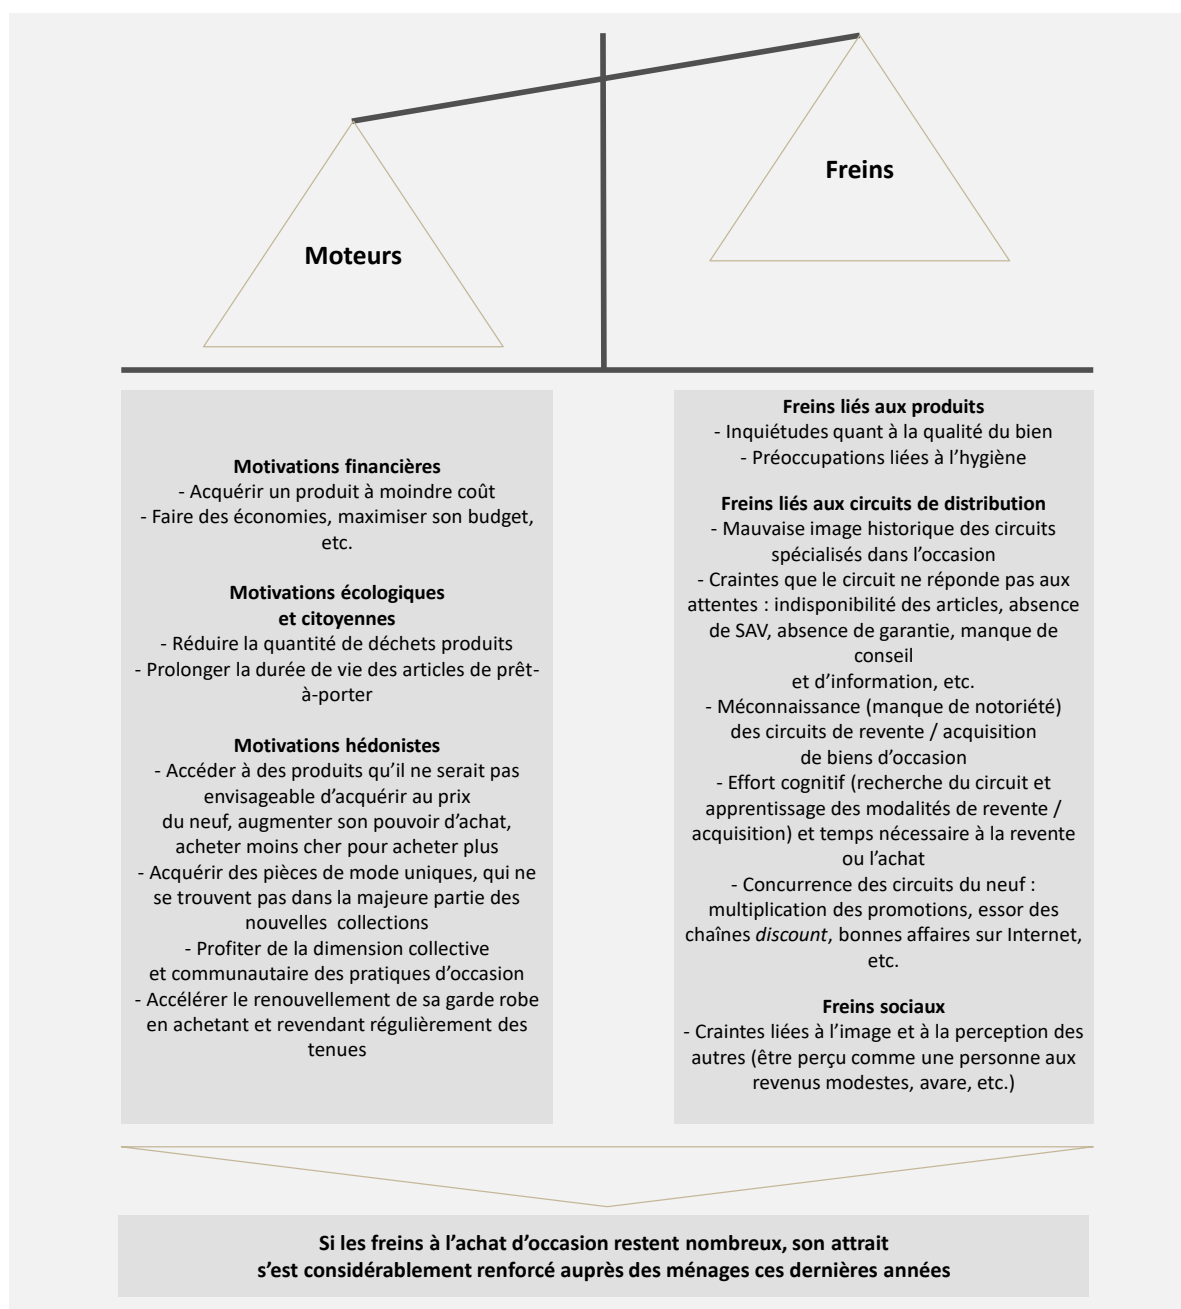 Freins
Moteurs
Motivations financières
- Acquérir un produit à moindre coût
- Faire des économies, maximiser son budget,
etc.
Motivations écologiques
et citoyennes
- Réduire la quantité de déchets produits
- Prolonger la durée de vie des articles de prêt-
à-porter
Motivations hédonistes
- Accéder à des produits qu’il ne serait pas
envisageable d’acquérir au prix
du neuf, augmenter son pouvoir d’achat,
acheter moins cher pour acheter plus
- Acquérir des pièces de mode uniques, qui ne
se trouvent pas dans la majeure partie des
nouvelles collections
- Profiter de la dimension collective
et communautaire des pratiques d’occasion
- Accélérer le renouvellement de sa garde robe
en achetant et revendant régulièrement des
tenues
Freins liés aux produits
- Inquiétudes quant à la qualité du bien
- Préoccupations liées à l’hygiène
Freins liés aux circuits de distribution
- Mauvaise image historique des circuits
spécialisés dans l’occasion
- Craintes que le circuit ne réponde pas aux
attentes : indisponibilité des articles, absence
de SAV, absence de garantie, manque de
conseil
et d’information, etc.
- Méconnaissance (manque de notoriété)
des circuits de revente / acquisition
de biens d’occasion
- Effort cognitif (recherche du circuit et
apprentissage des modalités de revente /
acquisition) et temps nécessaire à la revente
ou l’achat
- Concurrence des circuits du neuf :
multiplication des promotions, essor des
chaînes discount, bonnes affaires sur Internet,
etc.
Freins sociaux
- Craintes liées à l’image et à la perception des
autres (être perçu comme une personne aux
revenus modestes, avare, etc.)
Si les freins à l’achat d’occasion restent nombreux, son attrait
s’est considérablement renforcé auprès des ménages ces dernières années